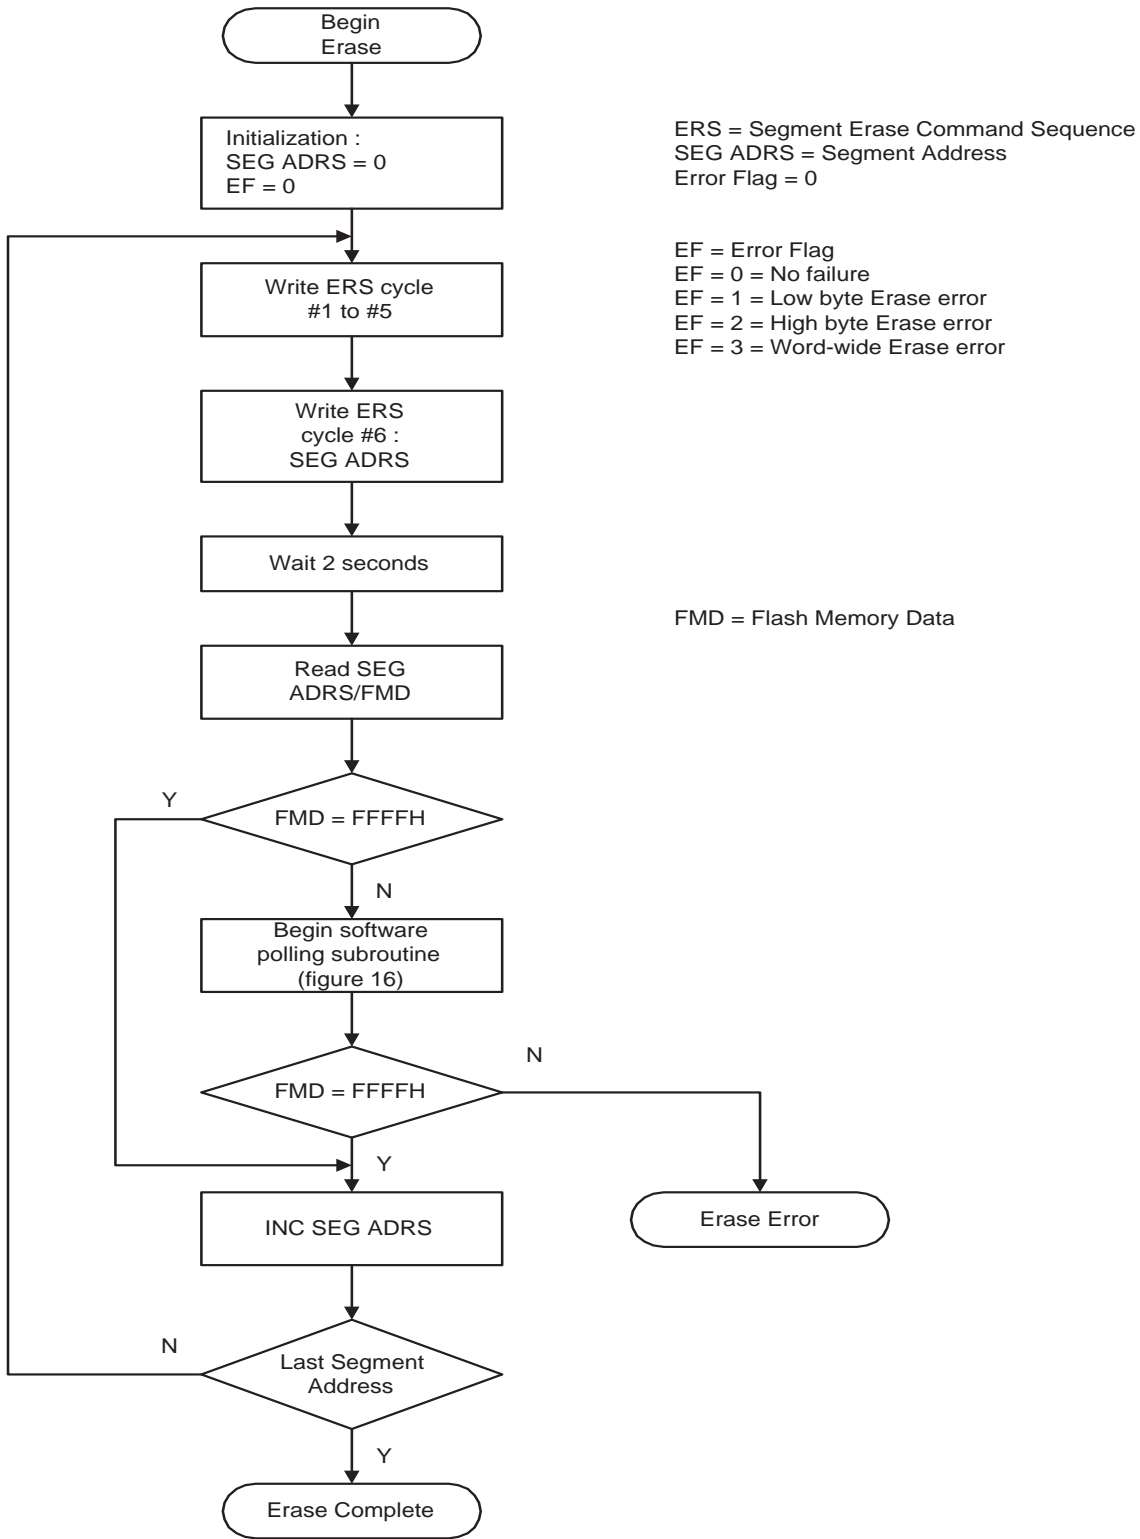 Begin
Erase
Initialization :
SEG ADRS = 0
EF = 0
ERS = Segment Erase Command Sequence
SEG ADRS = Segment Address
Error Flag = 0
EF = Error Flag
EF = 0 = No failure
EF = 1 = Low byte Erase error
EF = 2 = High byte Erase error
EF = 3 = Word-wide Erase error
Write ERS cycle
#1 to #5
Write ERS
cycle #6 :
SEG ADRS
Wait 2 seconds
FMD = Flash Memory Data
Read SEG
ADRS/FMD
Y
FMD = FFFFH
N
Begin software
polling subroutine
(figure 16)
N
FMD = FFFFH
Y
INC SEG ADRS
Erase Error
N
Last Segment
Address
Y
Erase Complete